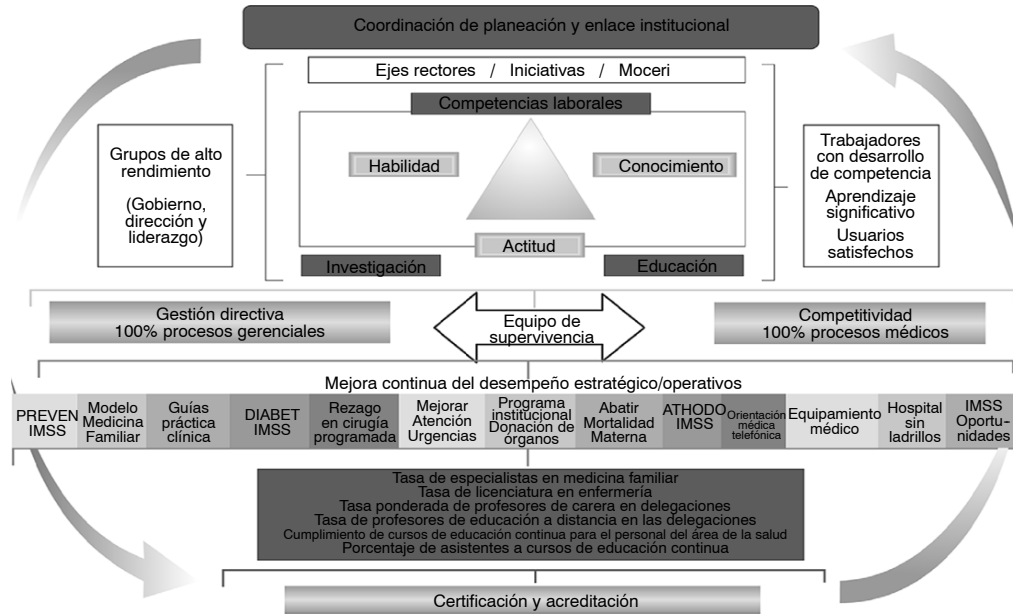 Coordinación de planeación y enlace institucional
Ejes rectores / Iniciativas / Moceri
Competencias laborales
Grupos de alto
rendimiento
(Gobierno,
dirección y
liderazgo)
Habilidad
Conocimiento
Actitud
Investigación
Educación
Trabajadores
con desarrollo
de competencia
Aprendizaje
significativo
Usuarios
satisfechos
Gestión directiva
100% procesos gerenciales
Equipo de
supervivencia
Competitividad
100% procesos médicos
Mejora continua del desempeño estratégico/operativos
PREVEN
IMSS
Modelo
Medicina
Familiar
Guías
práctica
clínica
DIABET
IMSS
Rezago
en cirugía
programada
Mejorar
Atención
Urgencias
Programa
institucional
Donación de
órganos
Abatir
Mortalidad
Materna
ATHODO
IMSS
Orientación
médica
telefónica
Equipamiento
médico
Hospital
sin
ladrillos
IMSS
Oportu-
nidades
Tasa de especialistas en medicina familiar
Tasa de licenciatura en enfermería
Tasa ponderada de profesores de carera en delegaciones
Tasa de profesores de educación a distancia en las delegaciones
Cumplimiento de cursos de educación continua para el personal del área de la salud
Porcentaje de asistentes a cursos de educación continua
Certificación y acreditación